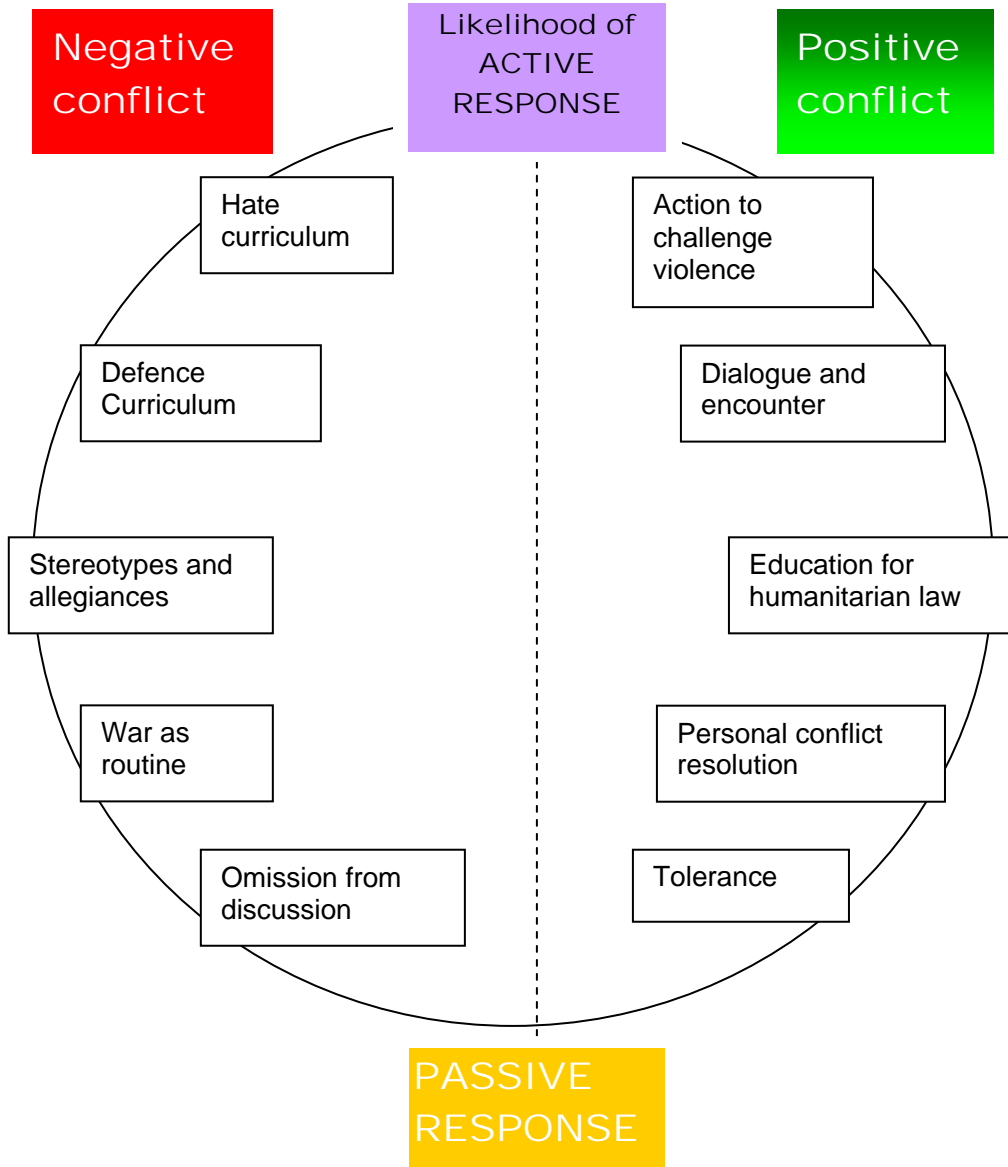 Negative
conflict
Likelihood of
ACTIVE
RESPONSE
Positive
conflict
Hate
curriculum
Action to
challenge
violence
Defence
Curriculum
Dialogue and
encounter
Stereotypes and
allegiances
Education for
humanitarian law
War as
routine
Personal conflict
resolution
Omission from
discussion
Tolerance
PASSIVE
RESPONSE